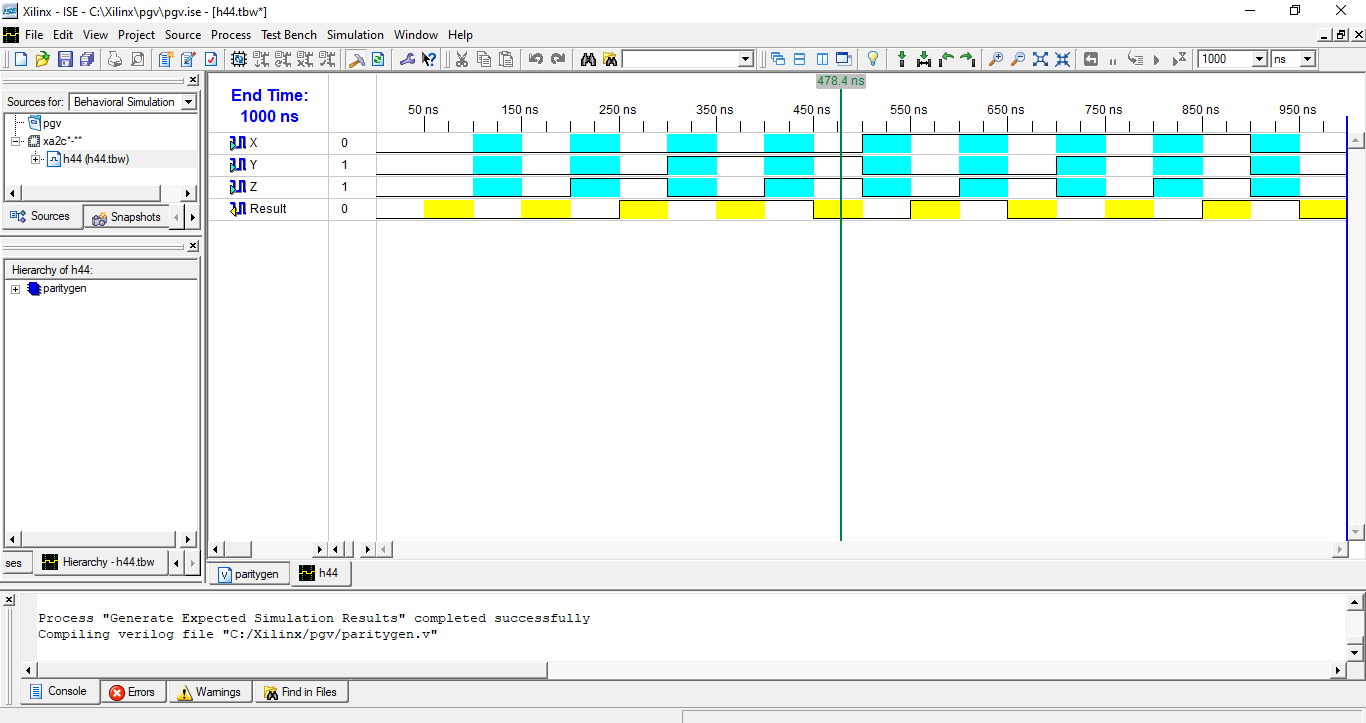 Xilinx - ISE - C:\Xilinx\pgv\pgv.ise - [h44.tbw*]
File Edit View Project Source Process Test Bench Simulation Window Help
1000 ns
Sources for: Behavioral Simulation
pgv
xa2c*-**
h44 (h44.tbw)
Sources Snapshots
Hierarchy of h44:
paritygen
ses Hierarchy - h44.tbw
478.4 ns
End Time:
1000 ns
50 ns 150 ns 250 ns 350 ns 450 ns 550 ns 650 ns 750 ns 850 ns 950 ns
X 0
Y 1
Z 1
Result 0
paritygen h44
Process "Generate Expected Simulation Results" completed successfully
Compiling verilog file "C:/Xilinx/pgv/paritygen.v"
Console Errors Warnings Find in Files